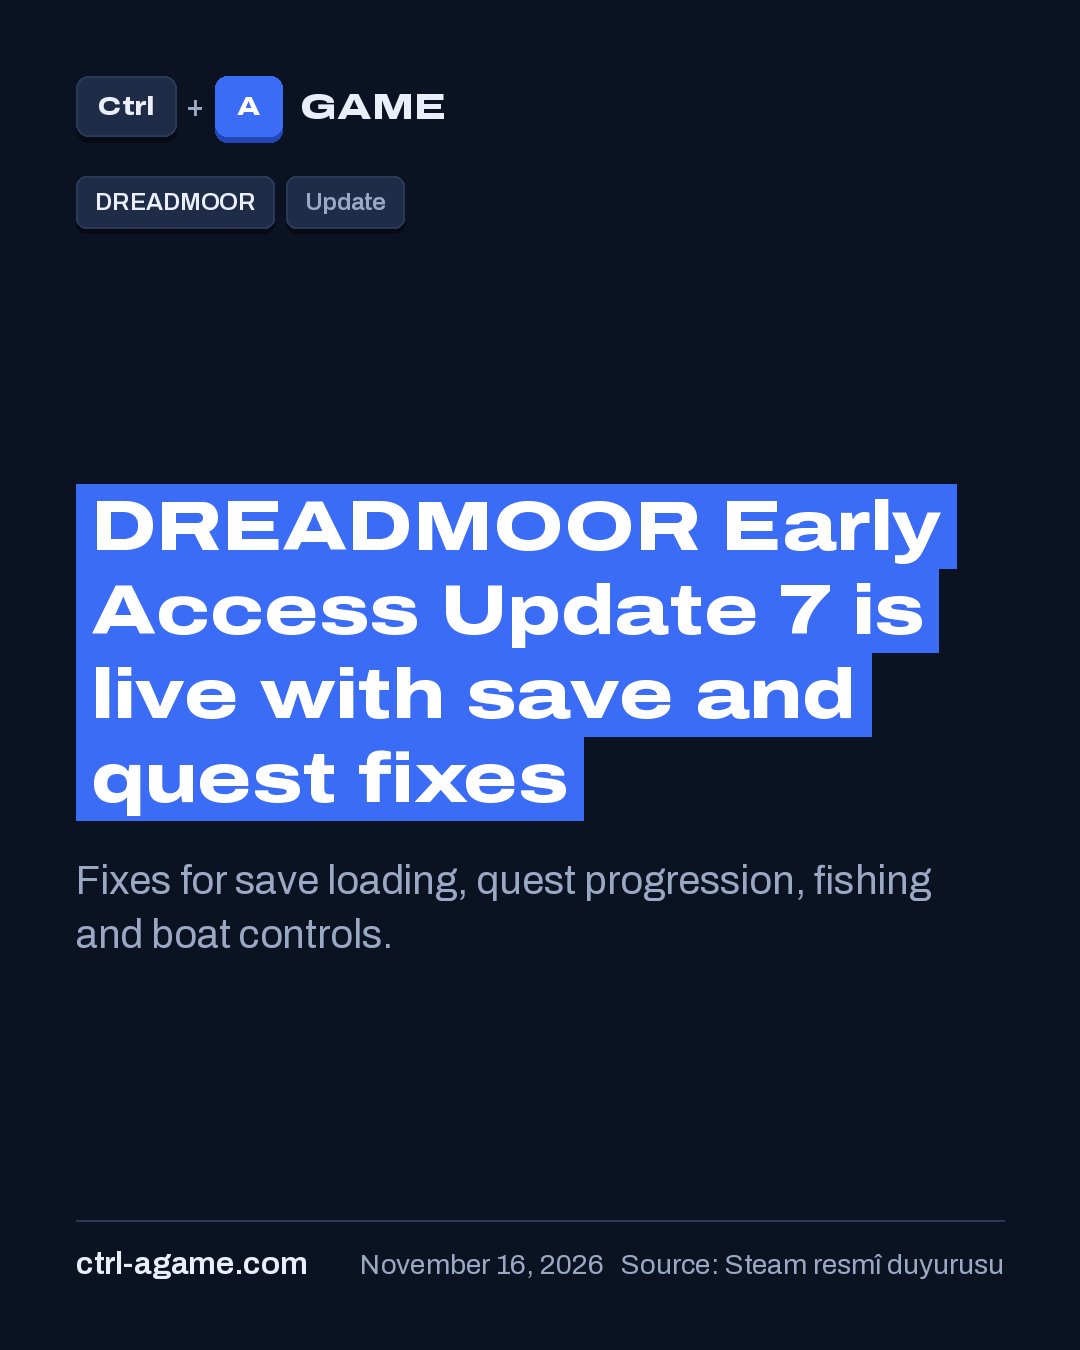 Ctrl + A GAME
DREADMOOR Update
DREADMOOR Early
Access Update 7 is
live with save and
quest fixes
Fixes for save loading, quest progression, fishing
and boat controls.
ctrl-agame.com November 16, 2026 Source: Steam resmî duyurusu